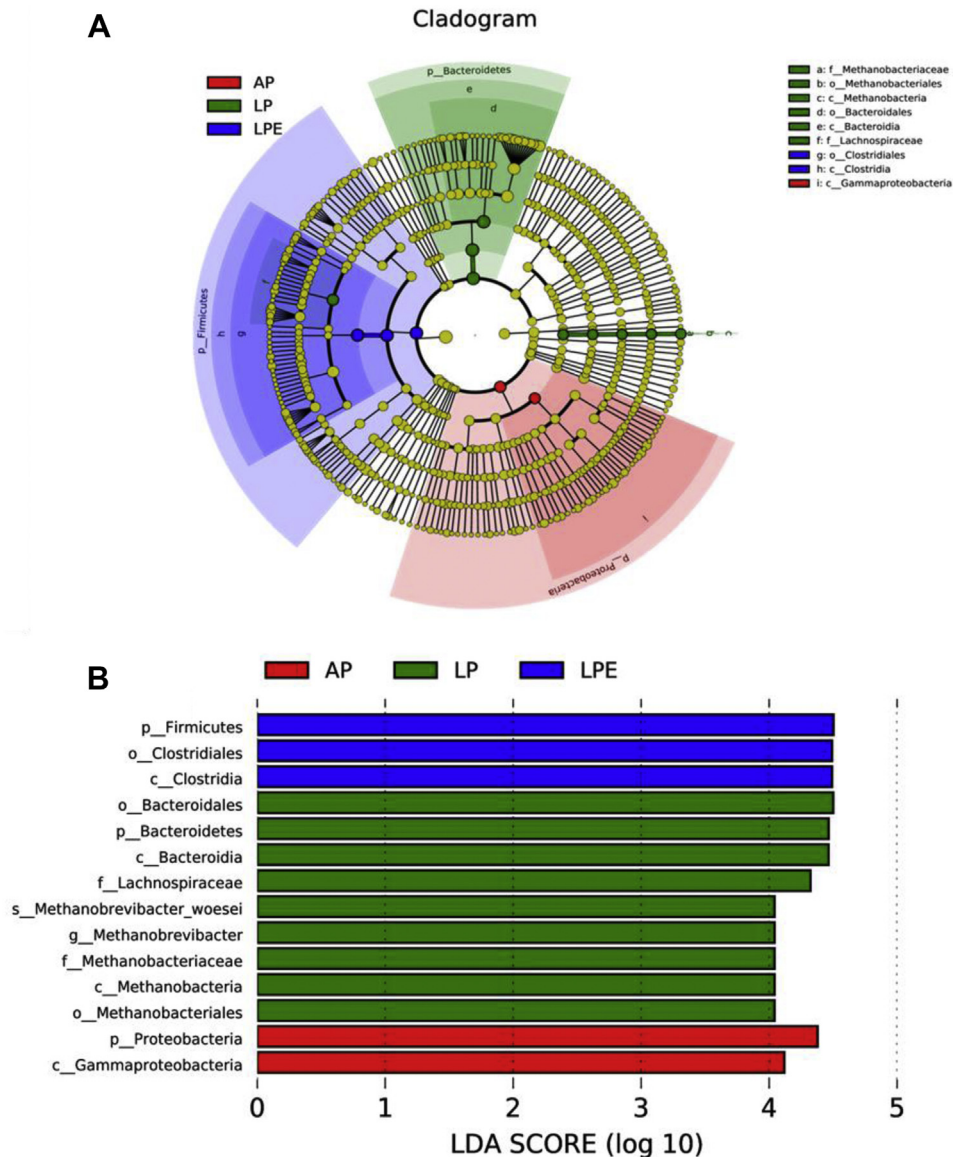 A
Cladogram
AP
LP
LPE
p__Bacteroidetes
e
d
p__Firmicutes
h
g
f
a
b
c
i
p__Proteobacteria
a: f__Methanobacteriaceae
b: o__Methanobacteriales
c: c__Methanobacteria
d: o__Bacteroidales
e: c__Bacteroidia
f: f__Lachnospiraceae
g: o__Clostridiales
h: c__Clostridia
i: c__Gammaproteobacteria
B
AP LP LPE
p__Firmicutes
o__Clostridiales
c__Clostridia
o__Bacteroidales
p__Bacteroidetes
c__Bacteroidia
f__Lachnospiraceae
s__Methanobrevibacter_woesei
g__Methanobrevibacter
f__Methanobacteriaceae
c__Methanobacteria
o__Methanobacteriales
p__Proteobacteria
c__Gammaproteobacteria
0 1 2 3 4 5
LDA SCORE (log 10)